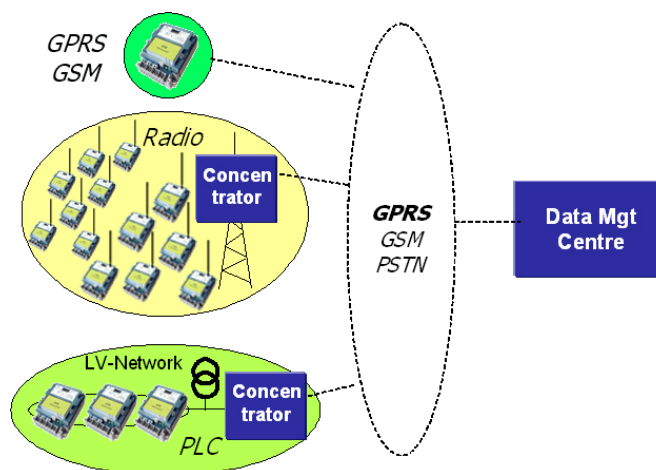 GPRS
GSM
Radio
Concen
trator
GPRS
GSM
PSTN
Data Mgt
Centre
LV-Network
Concen
trator
PLC